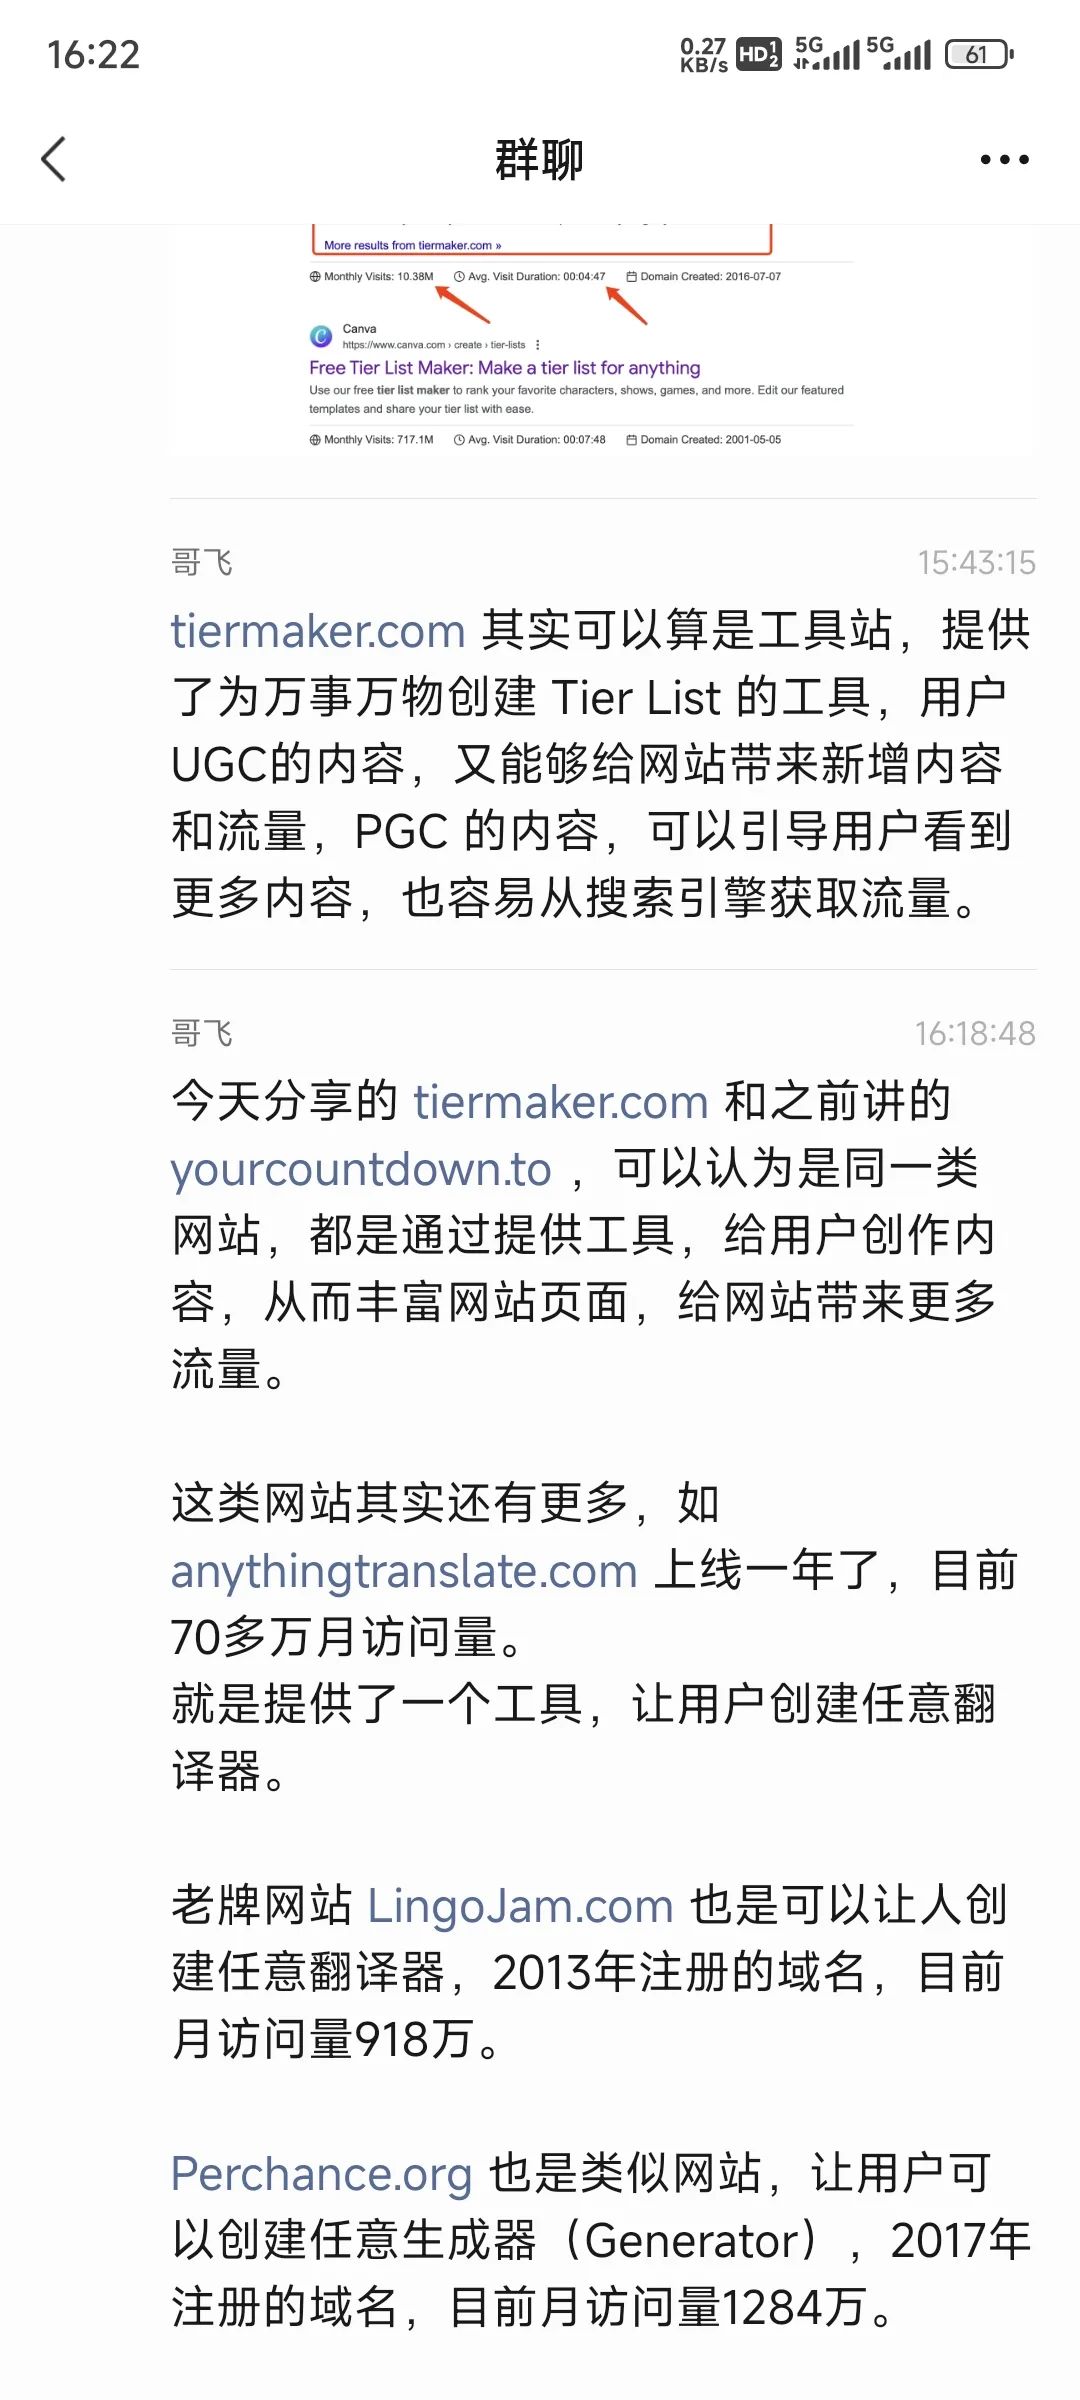 16:22
0.27 KB/s HD 1 2 5G 5G 61
群聊
More results from tiermaker.com »
Monthly Visits: 10.38M Avg. Visit Duration: 00:04:47 Domain Created: 2016-07-07
Canva
https://www.canva.com › create › tier-lists
Free Tier List Maker: Make a tier list for anything
Use our free tier list maker to rank your favorite characters, shows, games, and more. Edit our featured
templates and share your tier list with ease.
Monthly Visits: 717.1M Avg. Visit Duration: 00:07:48 Domain Created: 2001-05-05
哥飞 15:43:15
tiermaker.com 其实可以算是工具站，提供
了为万事万物创建 Tier List 的工具，用户
UGC的内容，又能够给网站带来新增内容
和流量，PGC 的内容，可以引导用户看到
更多内容，也容易从搜索引擎获取流量。
哥飞 16:18:48
今天分享的 tiermaker.com 和之前讲的
yourcountdown.to ，可以认为是同一类
网站，都是通过提供工具，给用户创作内
容，从而丰富网站页面，给网站带来更多
流量。
这类网站其实还有更多，如
anythingtranslate.com 上线一年了，目前
70多万月访问量。
就是提供了一个工具，让用户创建任意翻
译器。
老牌网站 LingoJam.com 也是可以让人创
建任意翻译器，2013年注册的域名，目前
月访问量918万。
Perchance.org 也是类似网站，让用户可
以创建任意生成器（Generator），2017年
注册的域名，目前月访问量1284万。